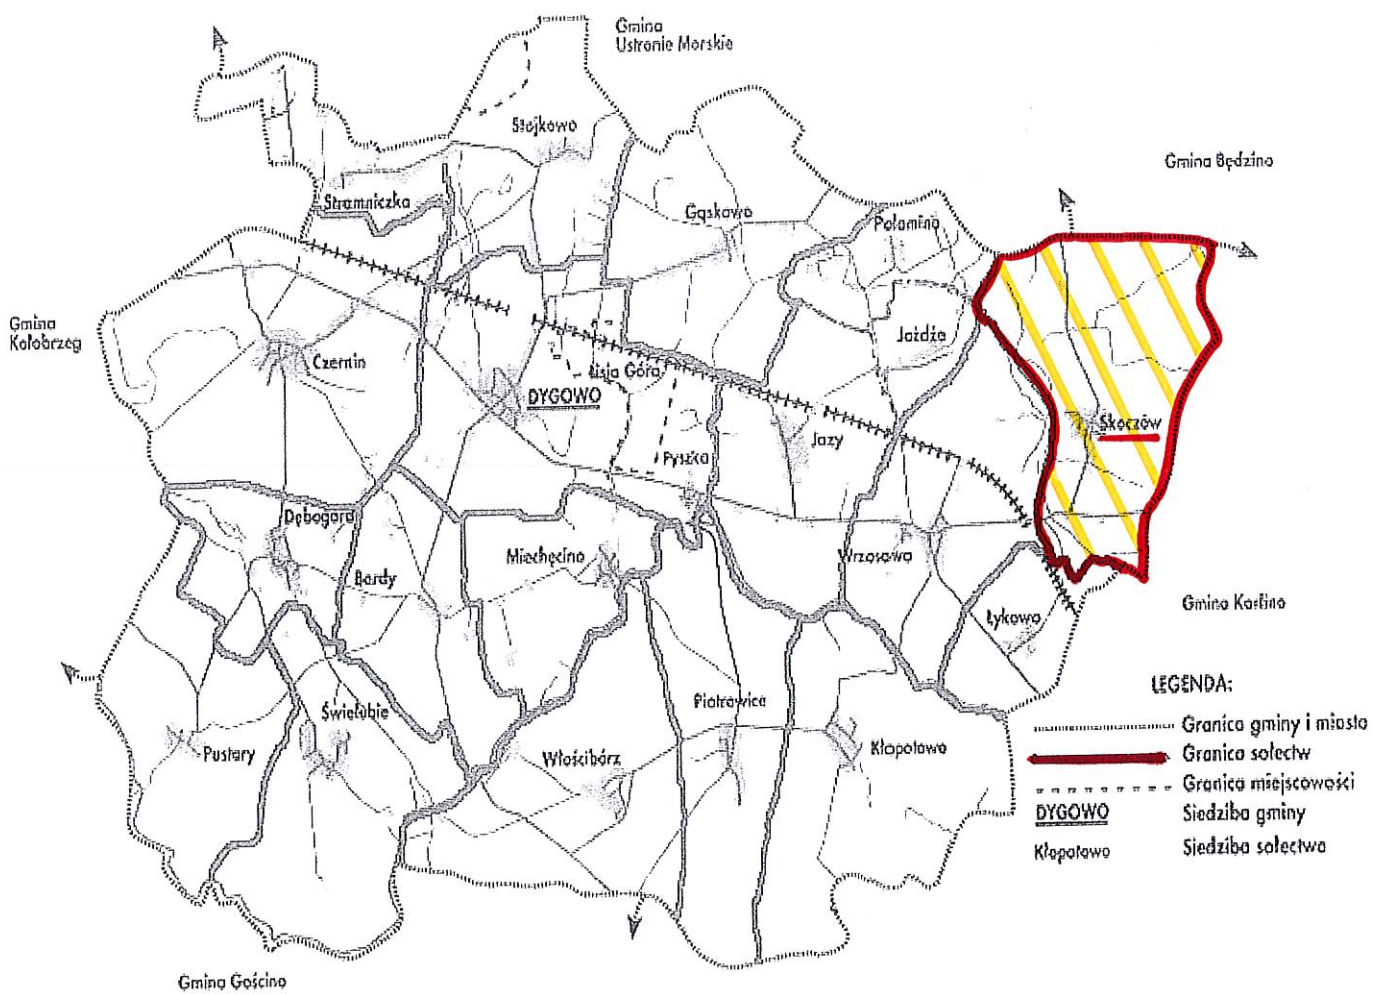 Gmina
Ustronie Morskie
Stojkowo
Gmina Będzino
Stramniczka
Gąskowo
Połomino
Gmina
Kołobrzeg
Czernin
Jażdże
Lisia Góra
DYGOWO
Skoczów
Jazy
Pyszka
Dębogard
Miechęcino
Wrzosowo
Bardy
Gmina Karlino
Łykowo
LEGENDA:
Piotrowice
Świelubie
Granica gminy i miasta
Pustary
Włościbórz
Kłopotowo
Granica sołectw
Granica miejscowości
DYGOWO
Siedziba gminy
Kłopotowo
Siedziba sołectwa
Gmina Gościno